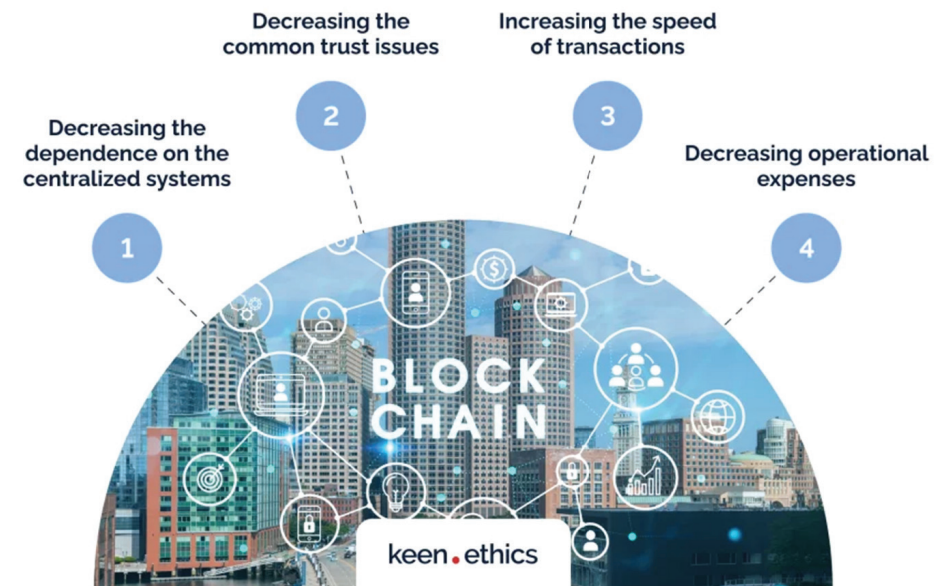 Decreasing the
common trust issues
Increasing the speed
of transactions
2
3
Decreasing the
dependence on the
centralized systems
Decreasing operational
expenses
1
4
BLOCK
CHAIN
keen.ethics